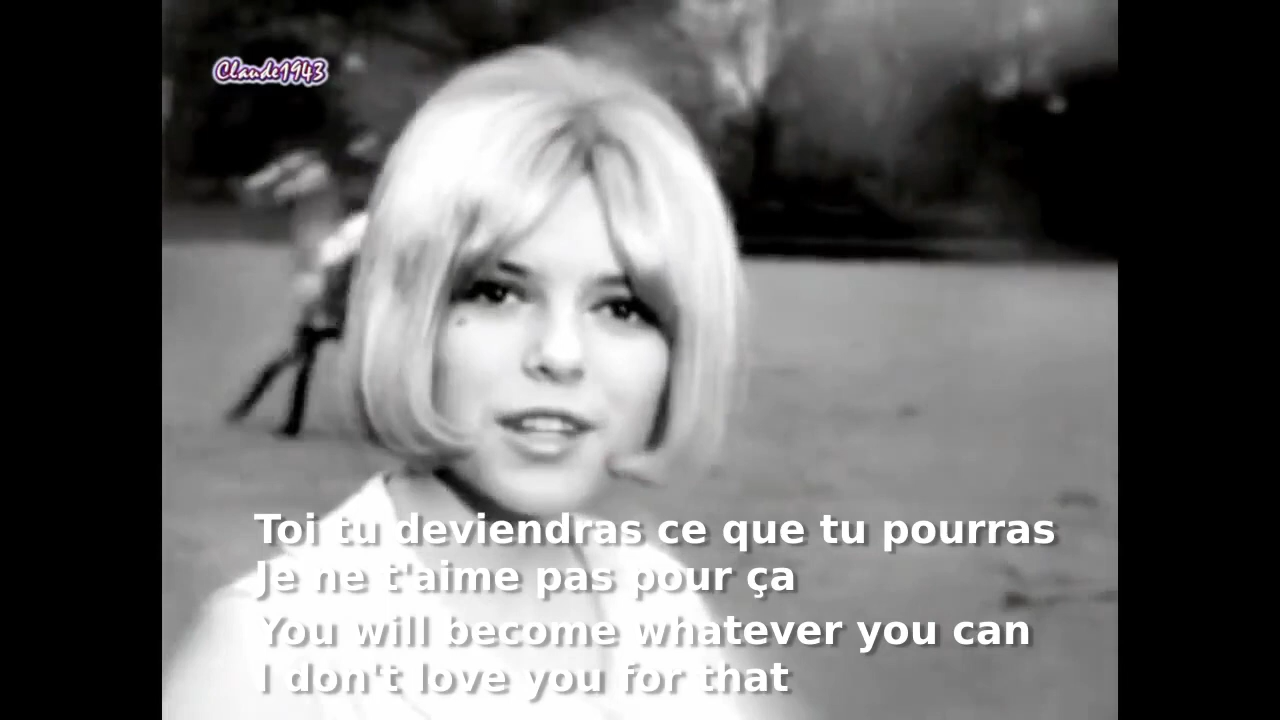 Claude1943
Toi tu deviendras ce que tu pourras
Je ne t'aime pas pour ça
You will become whatever you can
I don't love you for that